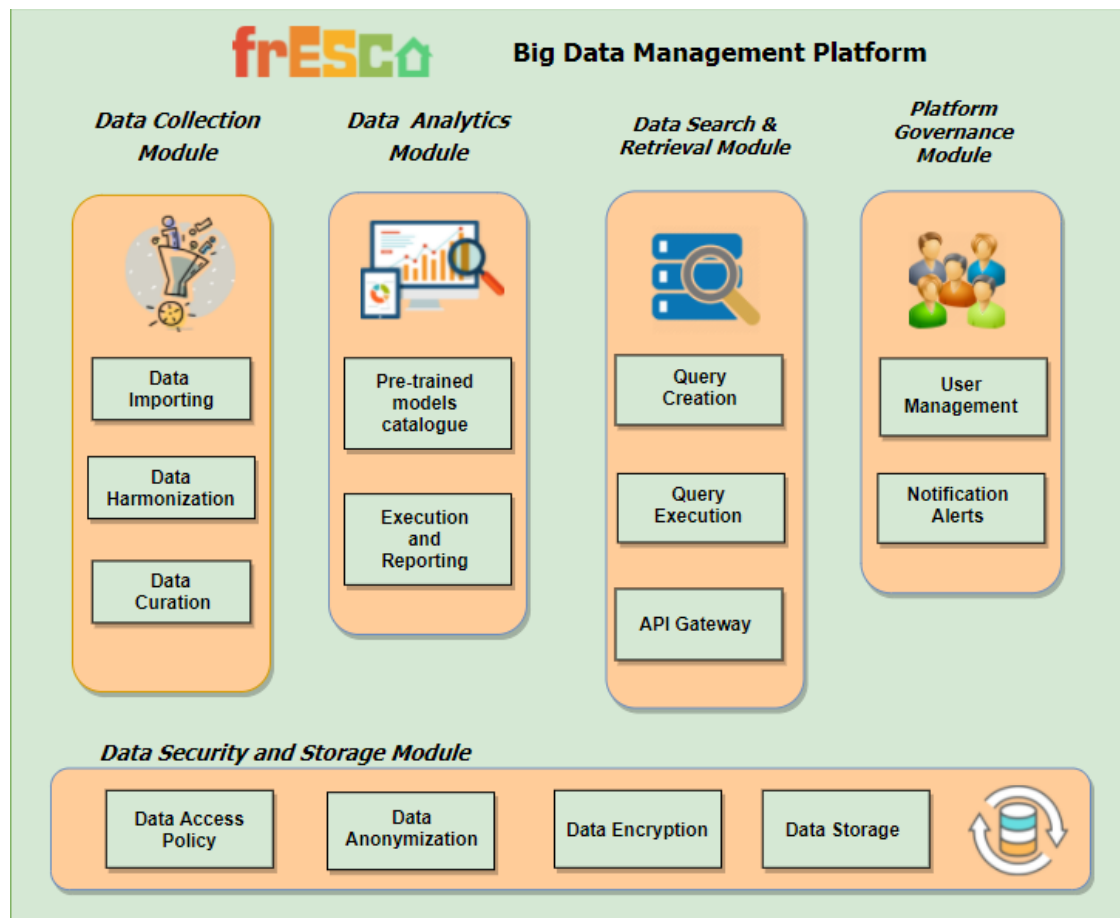 frESCo
Big Data Management Platform
Data Collection
Module
Data Analytics
Module
Data Search &
Retrieval Module
Platform
Governance
Module
Data
Importing
Data
Harmonization
Data
Curation
Pre-trained
models
catalogue
Execution
and
Reporting
Query
Creation
Query
Execution
API Gateway
User
Management
Notification
Alerts
Data Security and Storage Module
Data Access
Policy
Data
Anonymization
Data Encryption
Data Storage